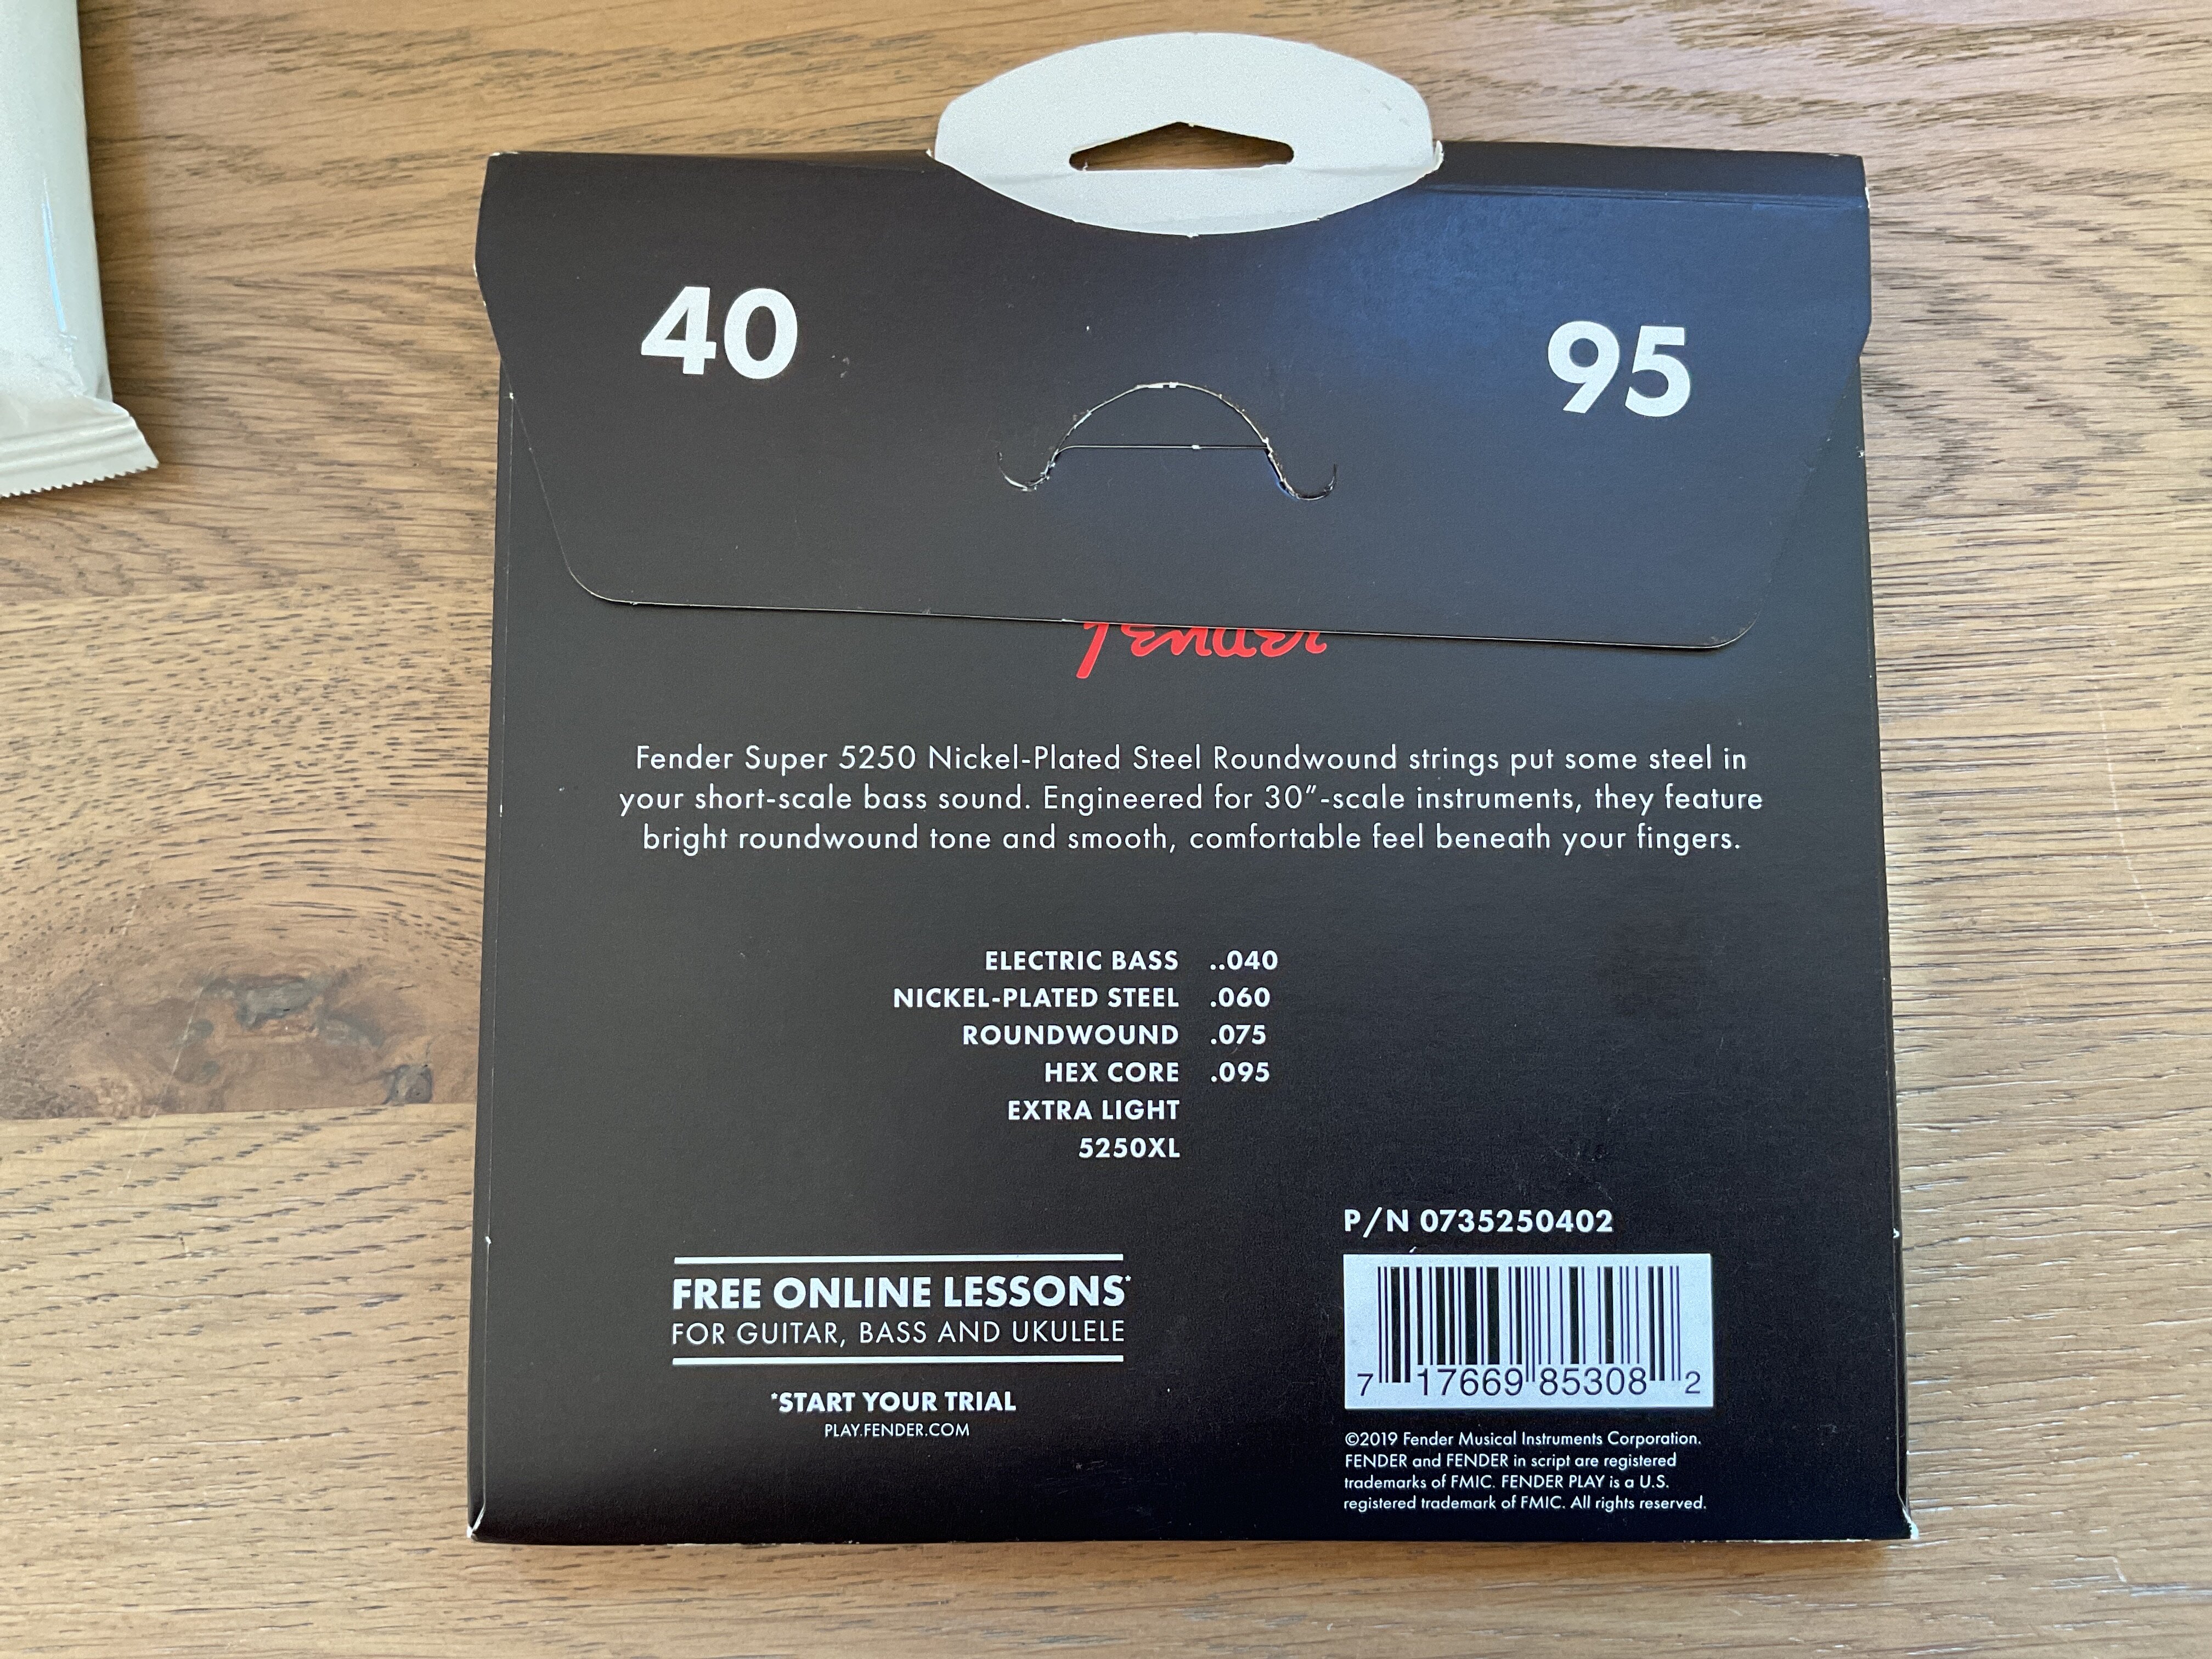 40
95
Fender
Fender Super 5250 Nickel-Plated Steel Roundwound strings put some steel in
your short-scale bass sound. Engineered for 30”-scale instruments, they feature
bright roundwound tone and smooth, comfortable feel beneath your fingers.
ELECTRIC BASS ..040
NICKEL-PLATED STEEL .060
ROUNDWOUND .075
HEX CORE .095
EXTRA LIGHT
5250XL
P/N 0735250402
FREE ONLINE LESSONS*
FOR GUITAR, BASS AND UKULELE
*START YOUR TRIAL
PLAY.FENDER.COM
7 17669 85308 2
©2019 Fender Musical Instruments Corporation.
FENDER and FENDER in script are registered
trademarks of FMIC. FENDER PLAY is a U.S.
registered trademark of FMIC. All rights reserved.